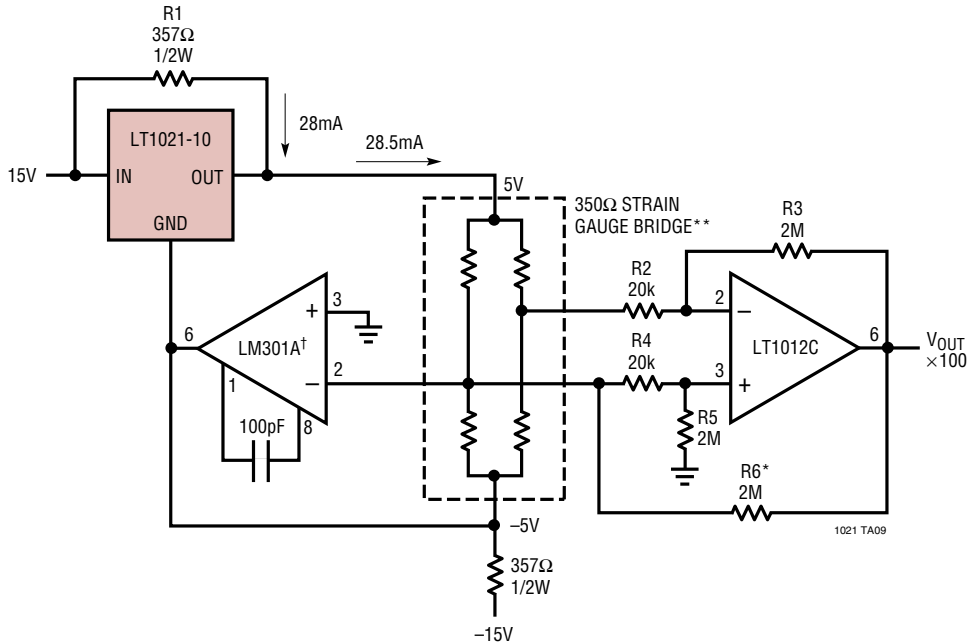 R1
357Ω
1/2W
28mA
LT1021-10
28.5mA
15V
IN
OUT
5V
GND
350Ω STRAIN
GAUGE BRIDGE**
R3
2M
R2
20k
3
+
2
–
6
LM301A†
LT1012C
6
VOUT
×100
R4
20k
2
–
3
+
1
100pF
8
R5
2M
R6*
2M
–5V
1021 TA09
357Ω
1/2W
–15V